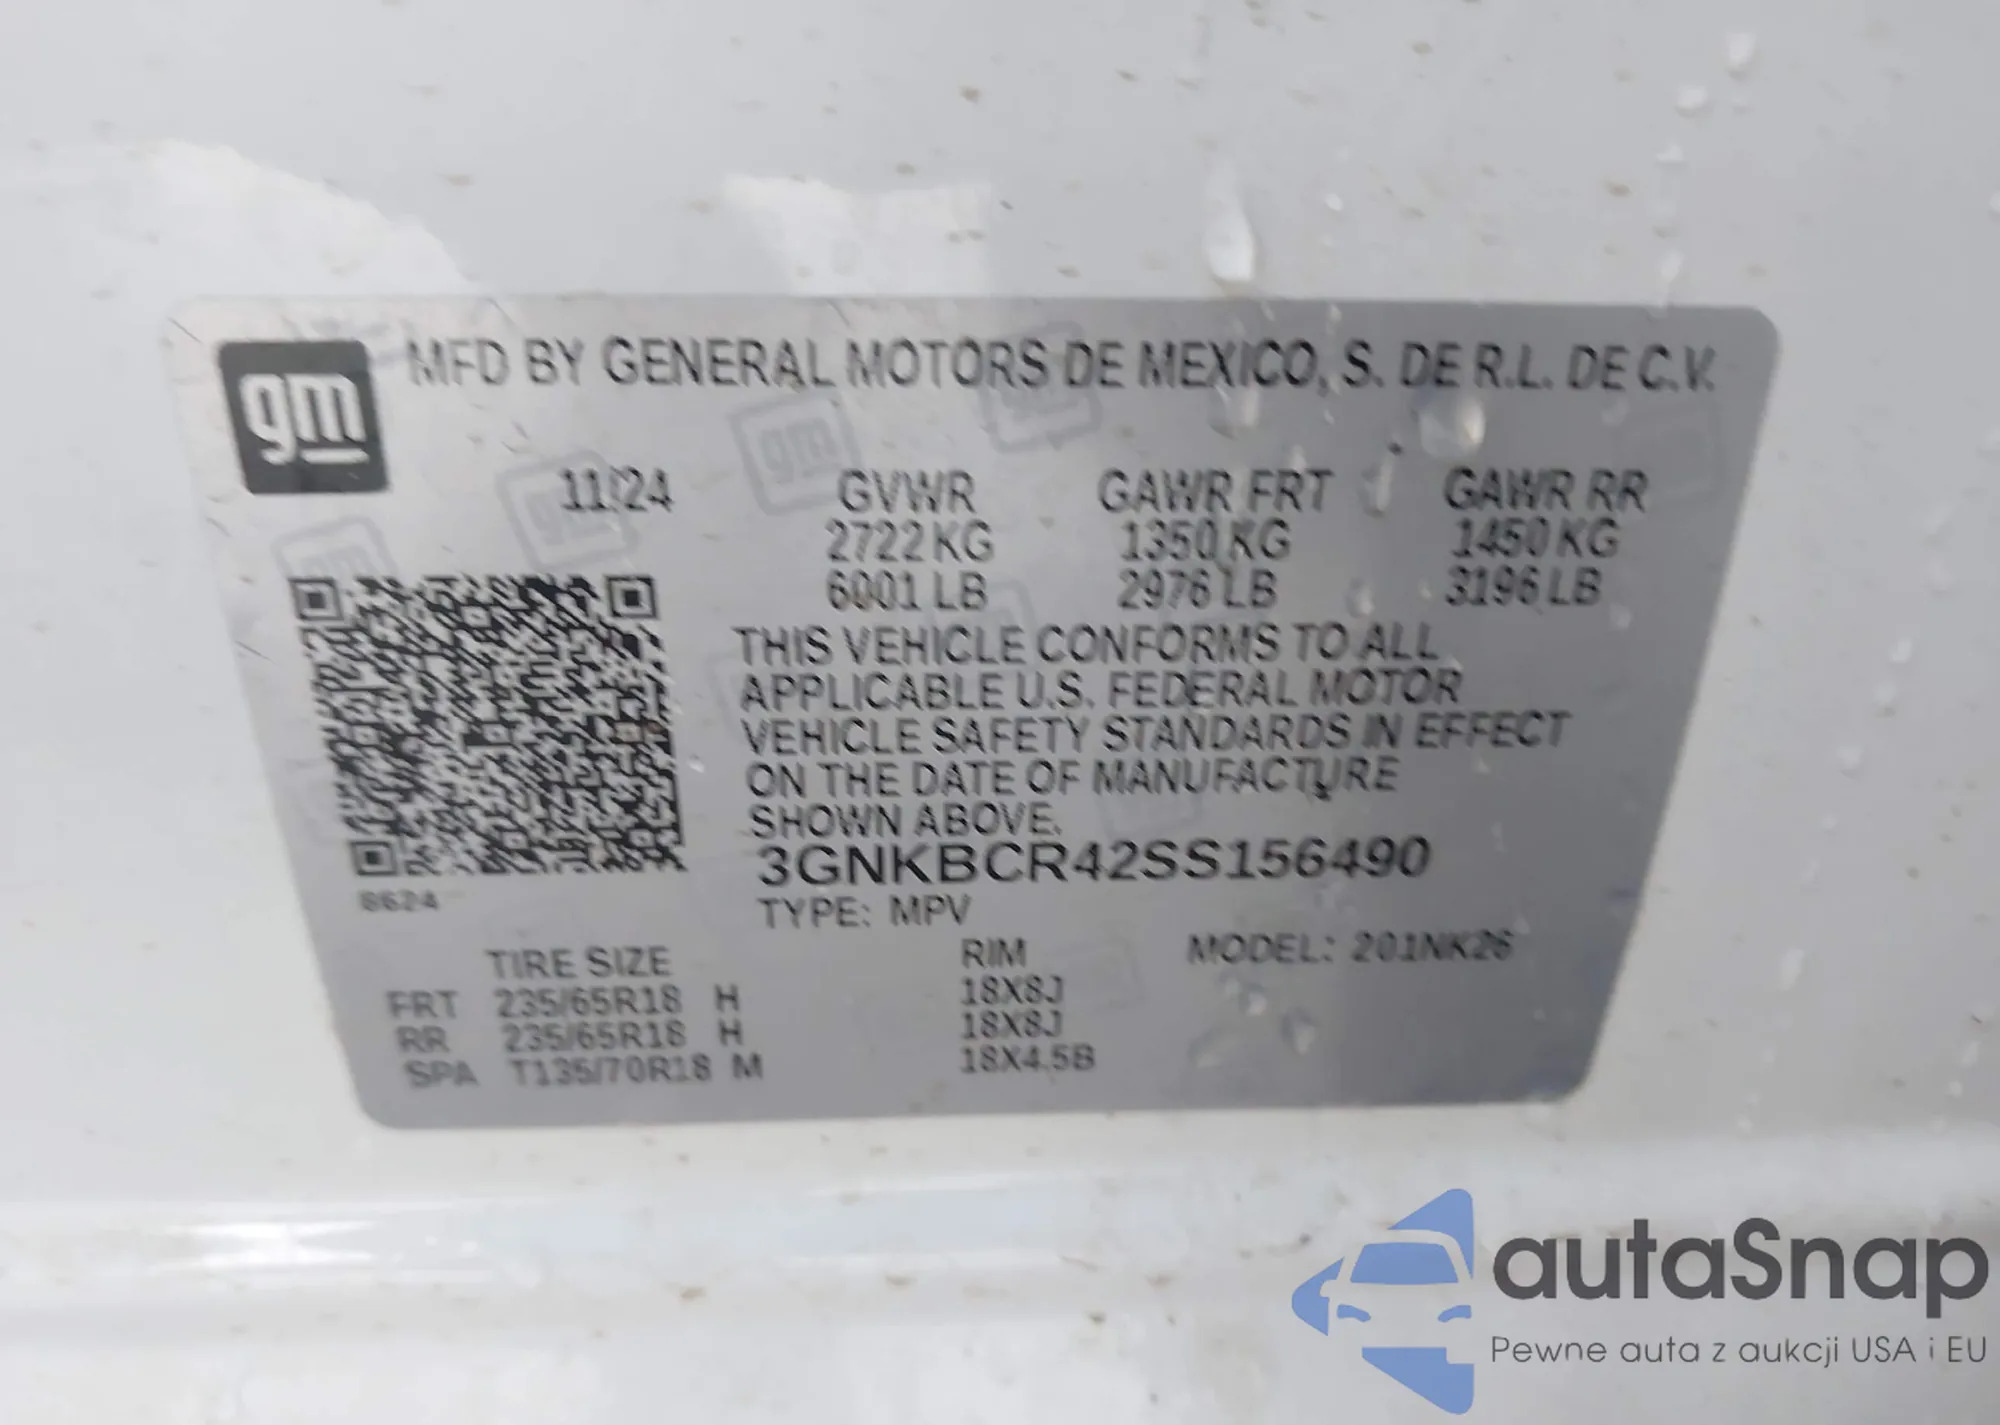 gm
MFD BY GENERAL MOTORS DE MEXICO, S. DE R.L. DE C.V.
11/24 GVWR GAWR FRT GAWR RR
2722 KG 1350 KG 1450 KG
6001 LB 2976 LB 3196 LB
THIS VEHICLE CONFORMS TO ALL
APPLICABLE U.S. FEDERAL MOTOR
VEHICLE SAFETY STANDARDS IN EFFECT
ON THE DATE OF MANUFACTURE
SHOWN ABOVE.
3GNKBCR42SS156490
8624
TYPE: MPV
TIRE SIZE RIM MODEL: 201NK26
FRT 235/65R18 H 18X8J
RR 235/65R18 H 18X8J
SPA T135/70R18 M 18X4.5B
autaSnap
Pewne auta z aukcji USA i EU